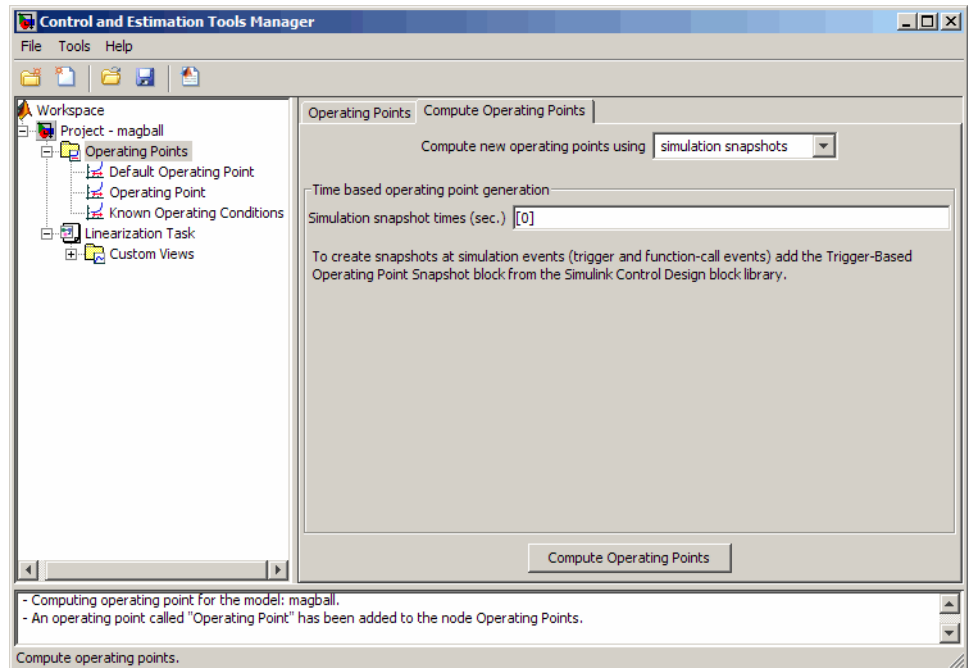 Control and Estimation Tools Manager
File Tools Help
Workspace
Project - magball
Operating Points
Default Operating Point
Operating Point
Known Operating Conditions
Linearization Task
Custom Views
Operating Points Compute Operating Points
Compute new operating points using simulation snapshots
Time based operating point generation
Simulation snapshot times (sec.) [0]
To create snapshots at simulation events (trigger and function-call events) add the Trigger-Based
Operating Point Snapshot block from the Simulink Control Design block library.
Compute Operating Points
- Computing operating point for the model: magball.
- An operating point called "Operating Point" has been added to the node Operating Points.
Compute operating points.